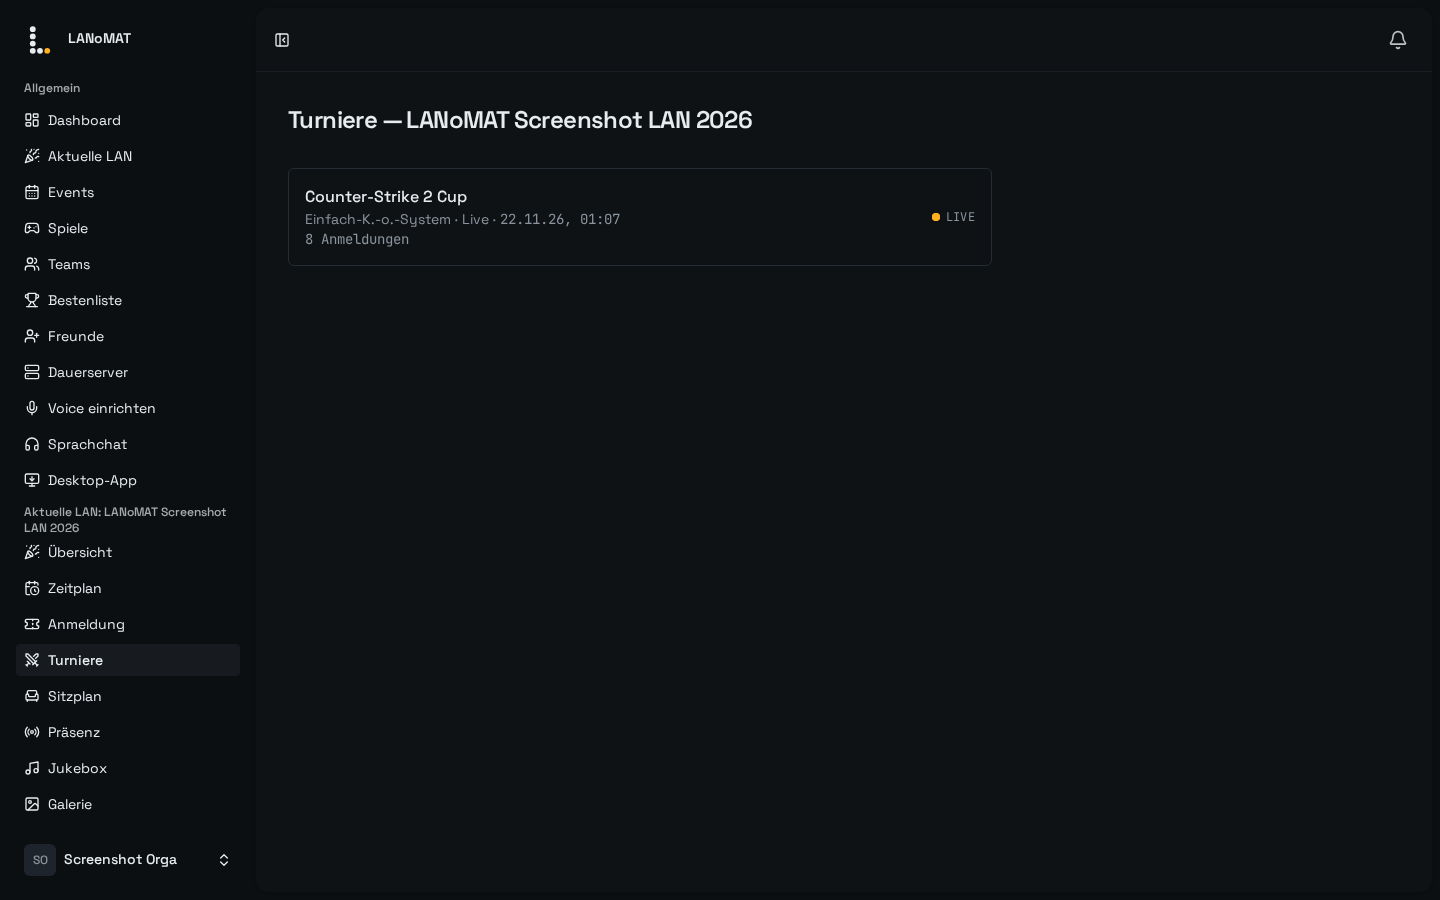 LANoMAT
Allgemein
Dashboard
Aktuelle LAN
Events
Spiele
Teams
Bestenliste
Freunde
Dauerserver
Voice einrichten
Sprachchat
Desktop-App
Aktuelle LAN: LANoMAT Screenshot
LAN 2026
Übersicht
Zeitplan
Anmeldung
Turniere
Sitzplan
Präsenz
Jukebox
Galerie
SO Screenshot Orga
Turniere — LANoMAT Screenshot LAN 2026
Counter-Strike 2 Cup
Einfach-K.-o.-System · Live · 22.11.26, 01:07
8 Anmeldungen
LIVE